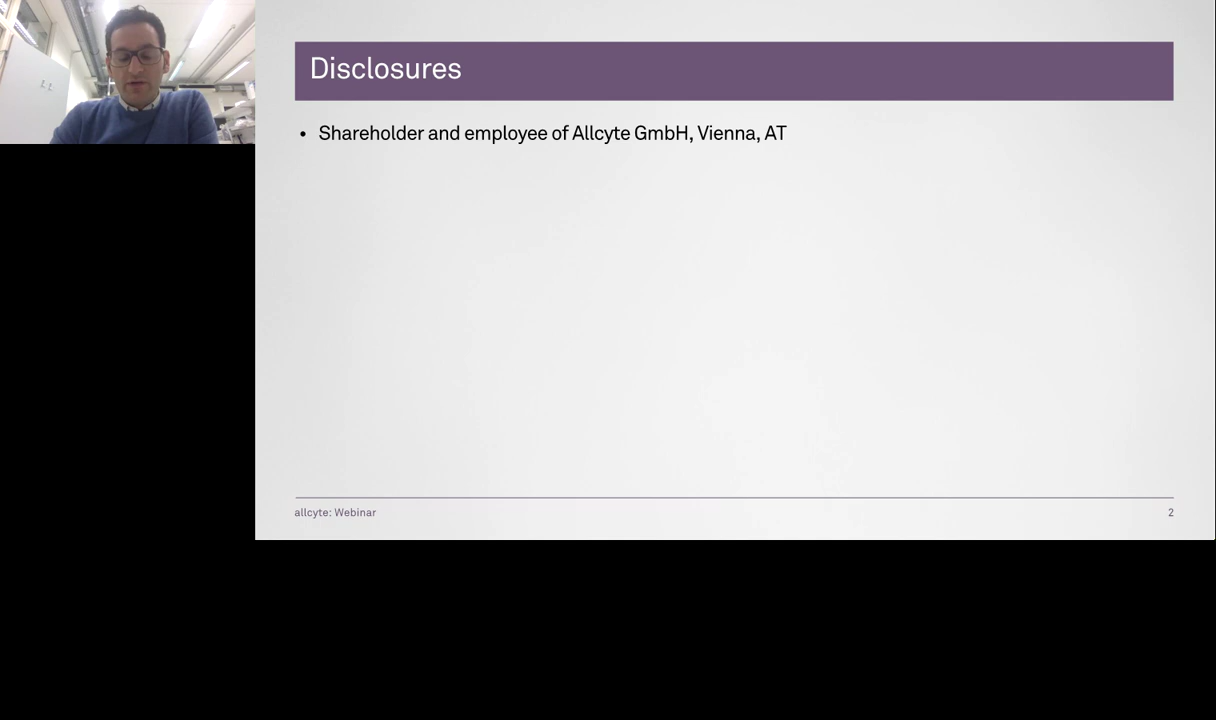 Disclosures
• Shareholder and employee of Allcyte GmbH, Vienna, AT
allcyte: Webinar
2